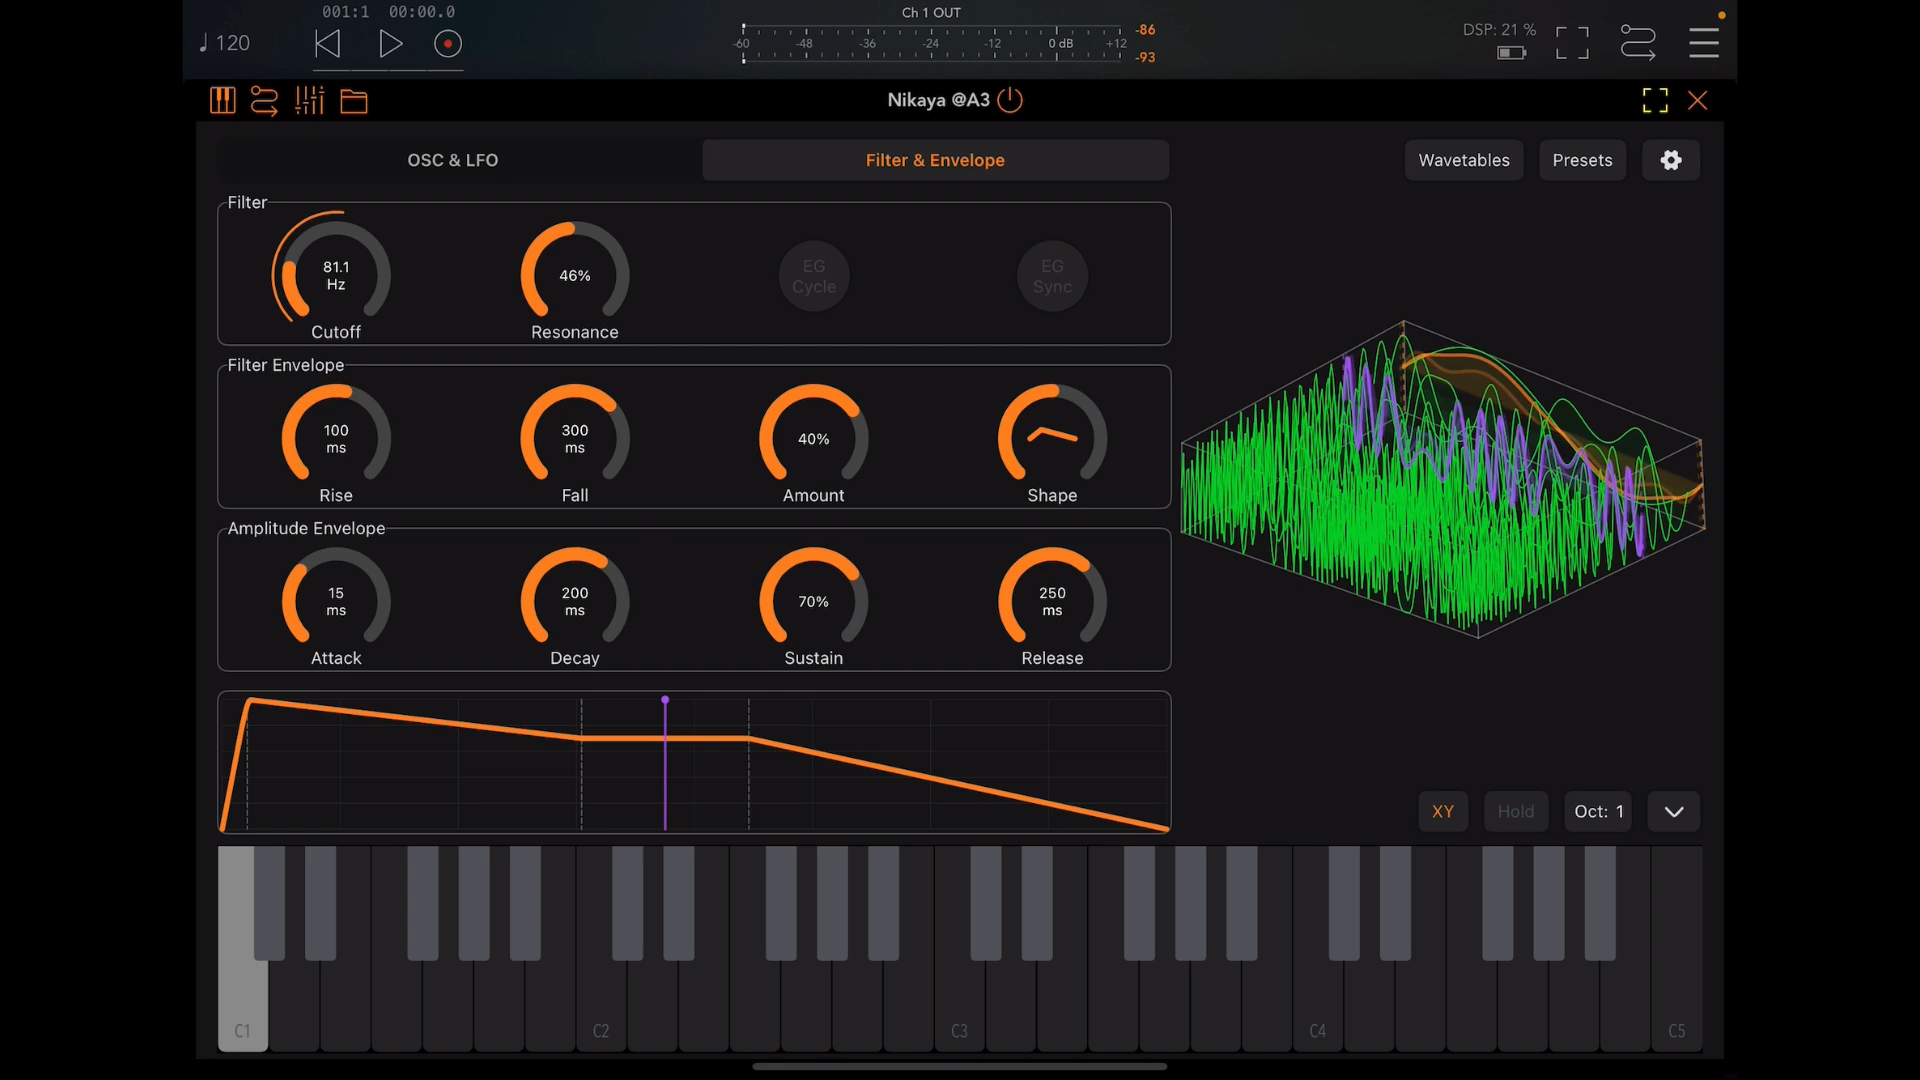 001:1 00:00.0
♩ 120
Ch 1 OUT
-60 -48 -36 -24 -12 0 dB +12
-86
-93
DSP: 21 %
Nikaya @A3
OSC & LFO
Filter & Envelope
Wavetables
Presets
Filter
81.1
Hz
Cutoff
46%
Resonance
EG
Cycle
EG
Sync
Filter Envelope
100
ms
Rise
300
ms
Fall
40%
Amount
Shape
Amplitude Envelope
15
ms
Attack
200
ms
Decay
70%
Sustain
250
ms
Release
XY
Hold
Oct: 1
C1
C2
C3
C4
C5